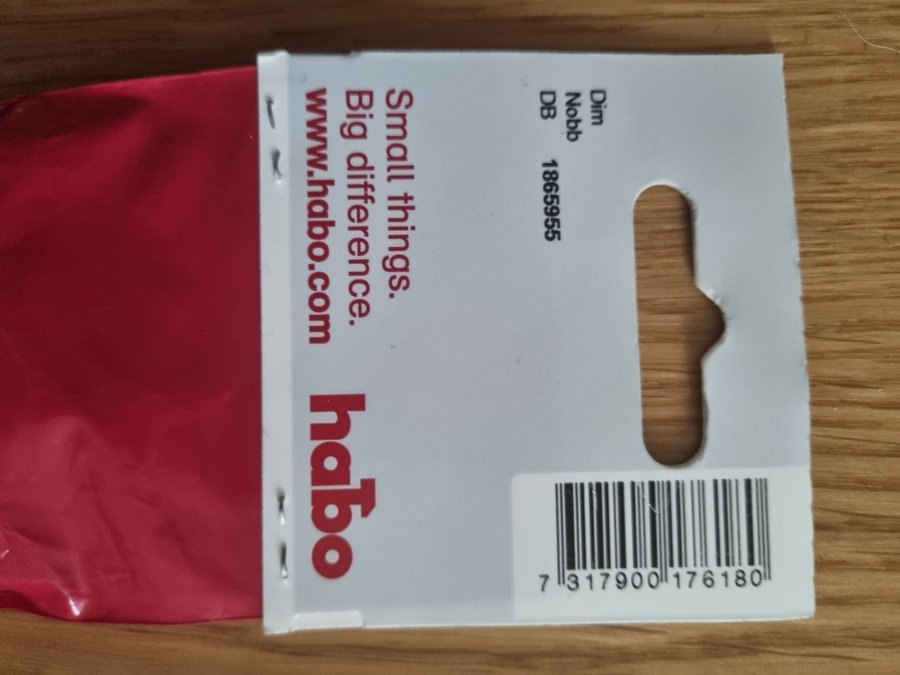 Dim
Nobb
DB 1865955
Small things.
Big difference.
www.habo.com
habo
7 317900 176180